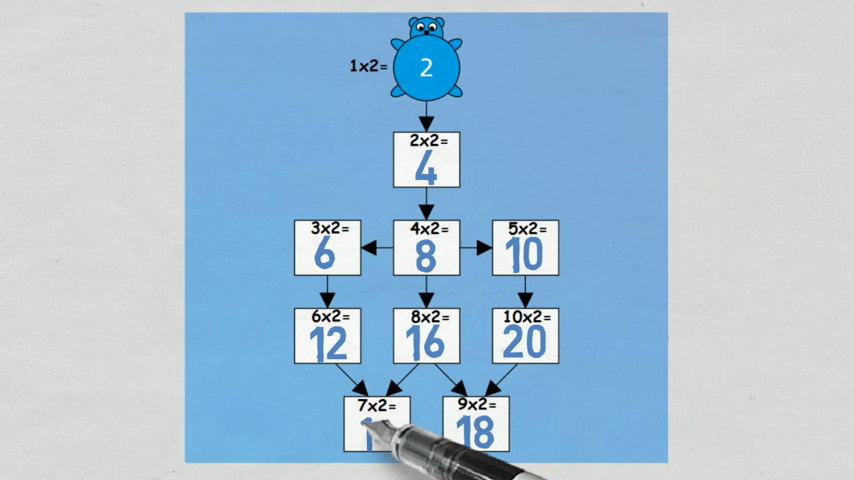 1x2= 2
2x2=
4
3x2= 4x2= 5x2=
6 8 10
6x2= 8x2= 10x2=
12 16 20
7x2= 9x2=
1 18